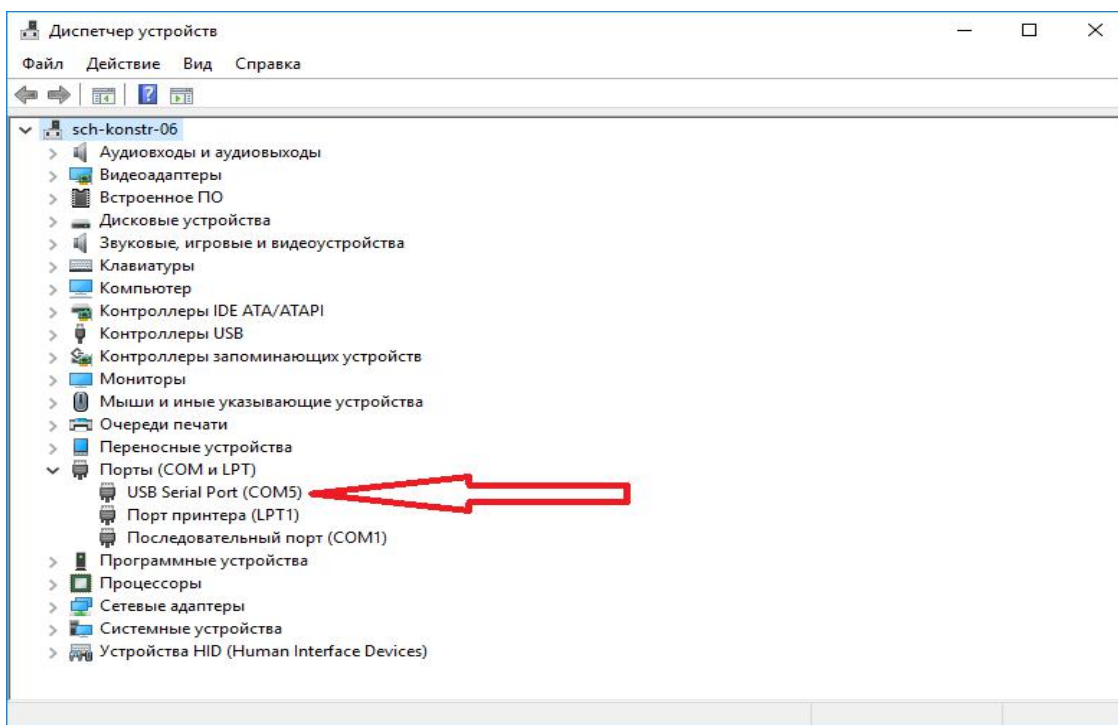 Диспетчер устройств
Файл Действие Вид Справка
sch-konstr-06
Аудиовходы и аудиовыходы
Видеоадаптеры
Встроенное ПО
Дисковые устройства
Звуковые, игровые и видеоустройства
Клавиатуры
Компьютер
Контроллеры IDE ATA/ATAPI
Контроллеры USB
Контроллеры запоминающих устройств
Мониторы
Мыши и иные указывающие устройства
Очереди печати
Переносные устройства
Порты (COM и LPT)
USB Serial Port (COM5)
Порт принтера (LPT1)
Последовательный порт (COM1)
Программные устройства
Процессоры
Сетевые адаптеры
Системные устройства
Устройства HID (Human Interface Devices)